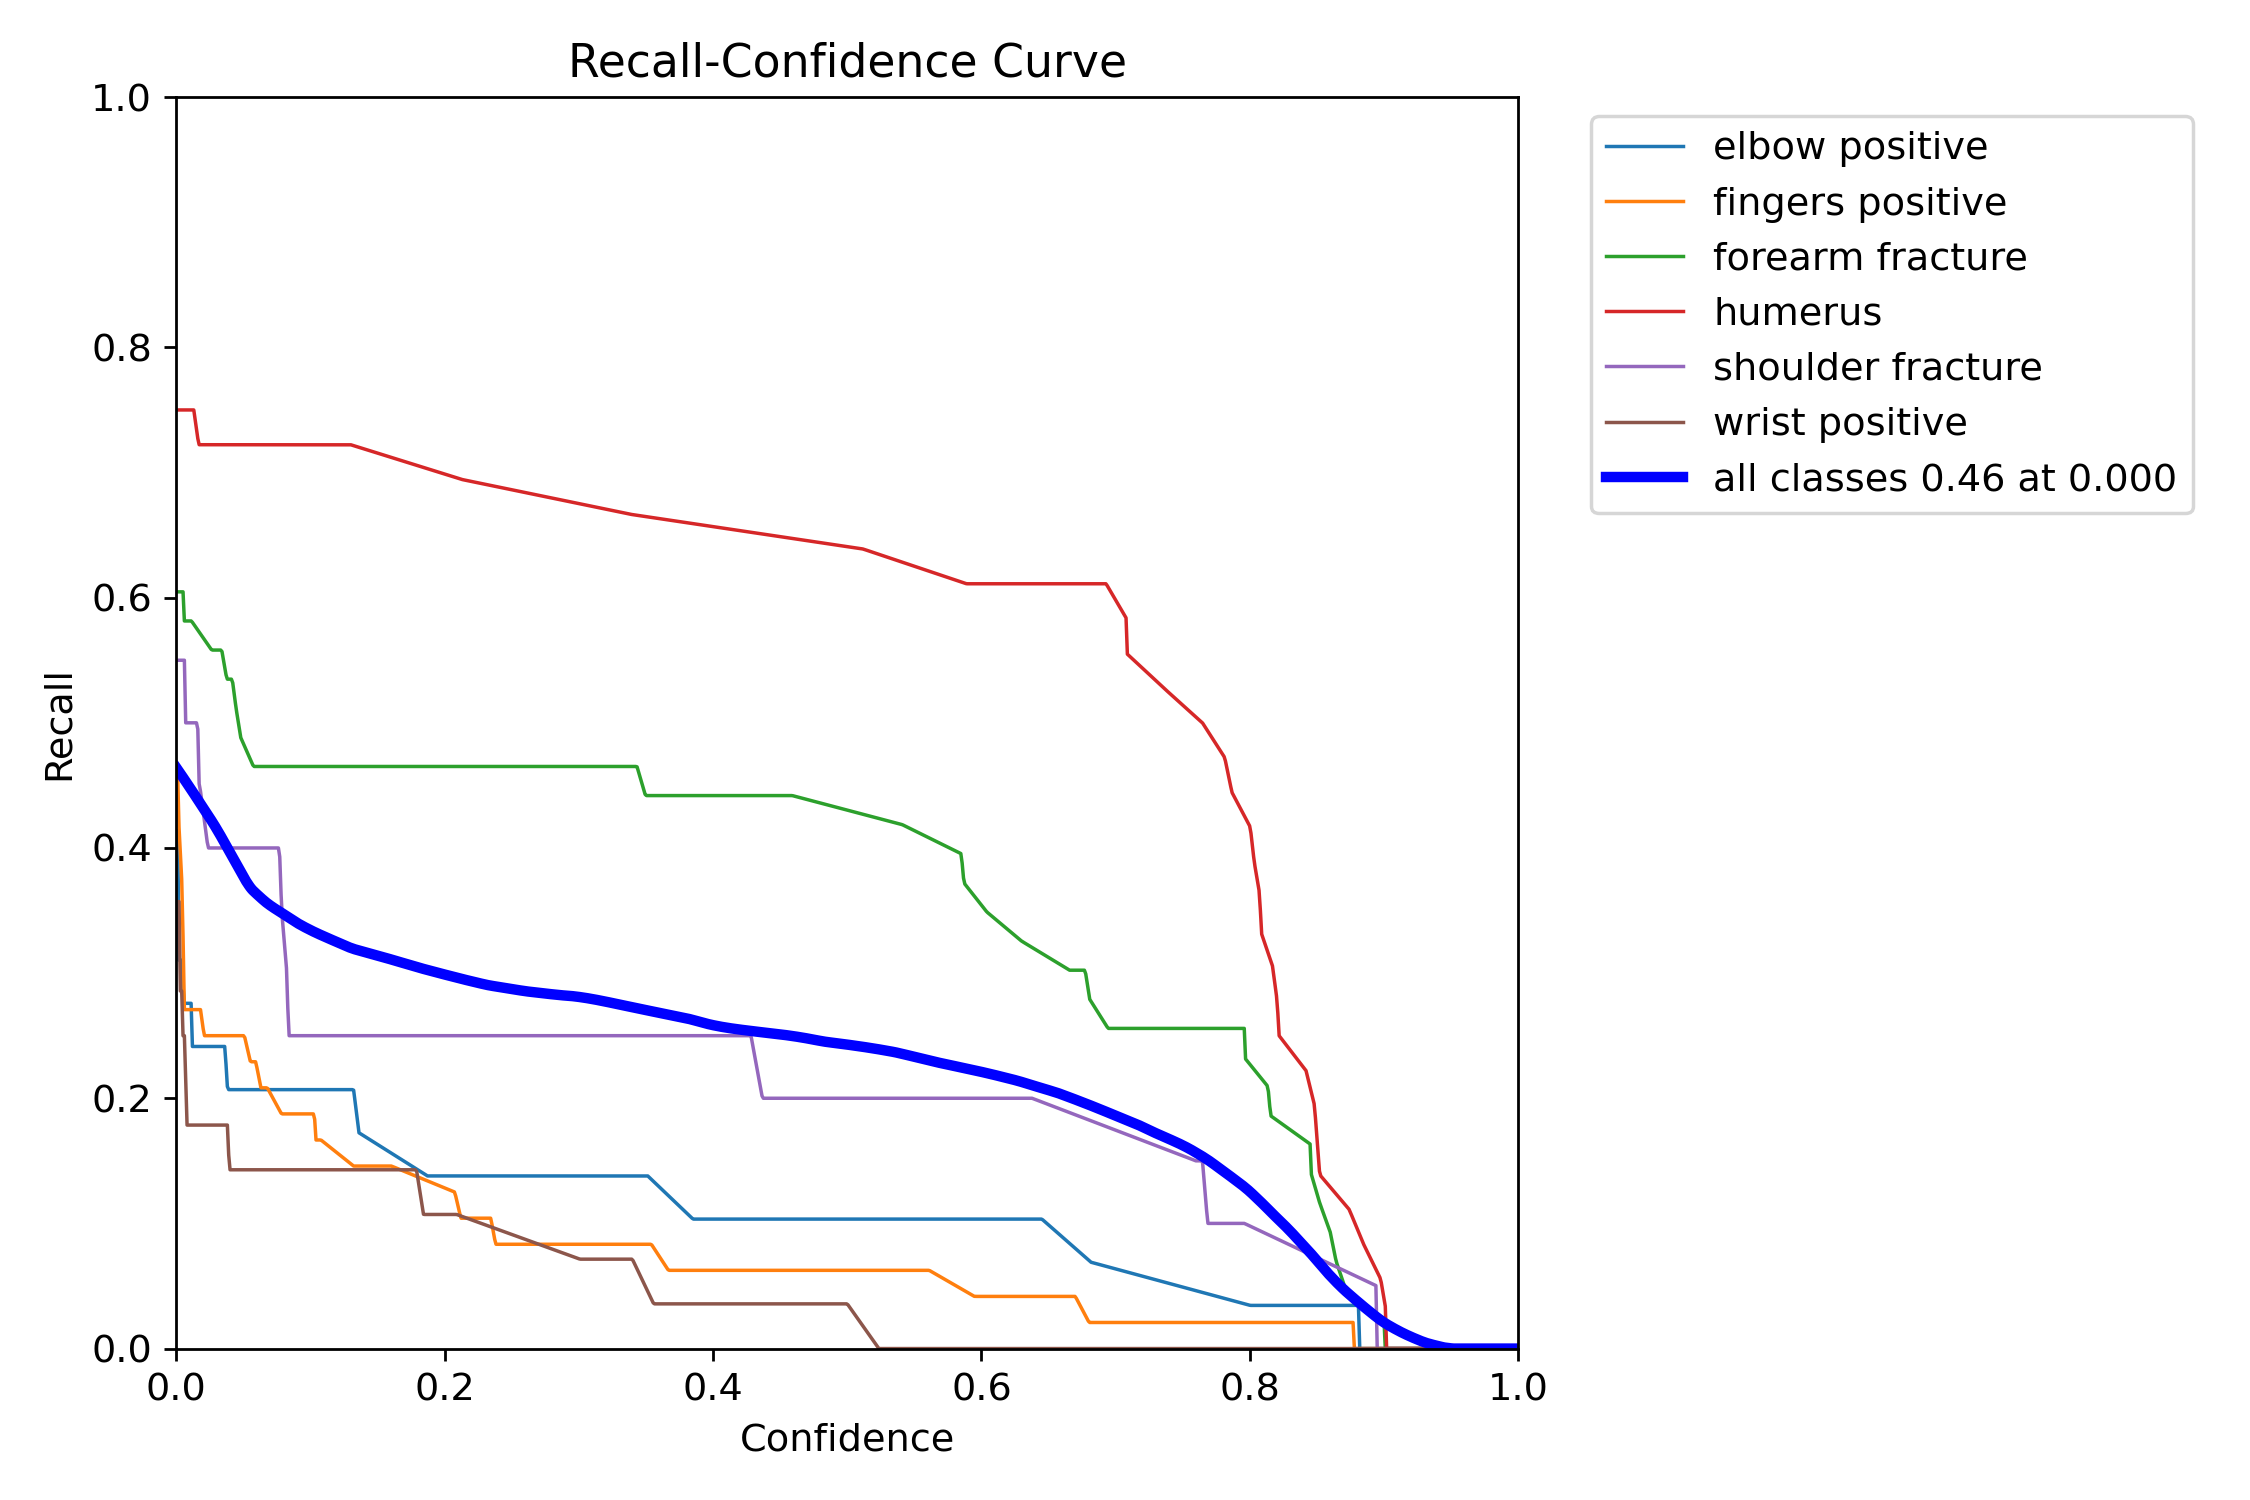 Recall-Confidence Curve
1.0
0.8
0.6
0.4
0.2
0.0
Recall
0.0 0.2 0.4 0.6 0.8 1.0
Confidence
elbow positive
fingers positive
forearm fracture
humerus
shoulder fracture
wrist positive
all classes 0.46 at 0.000